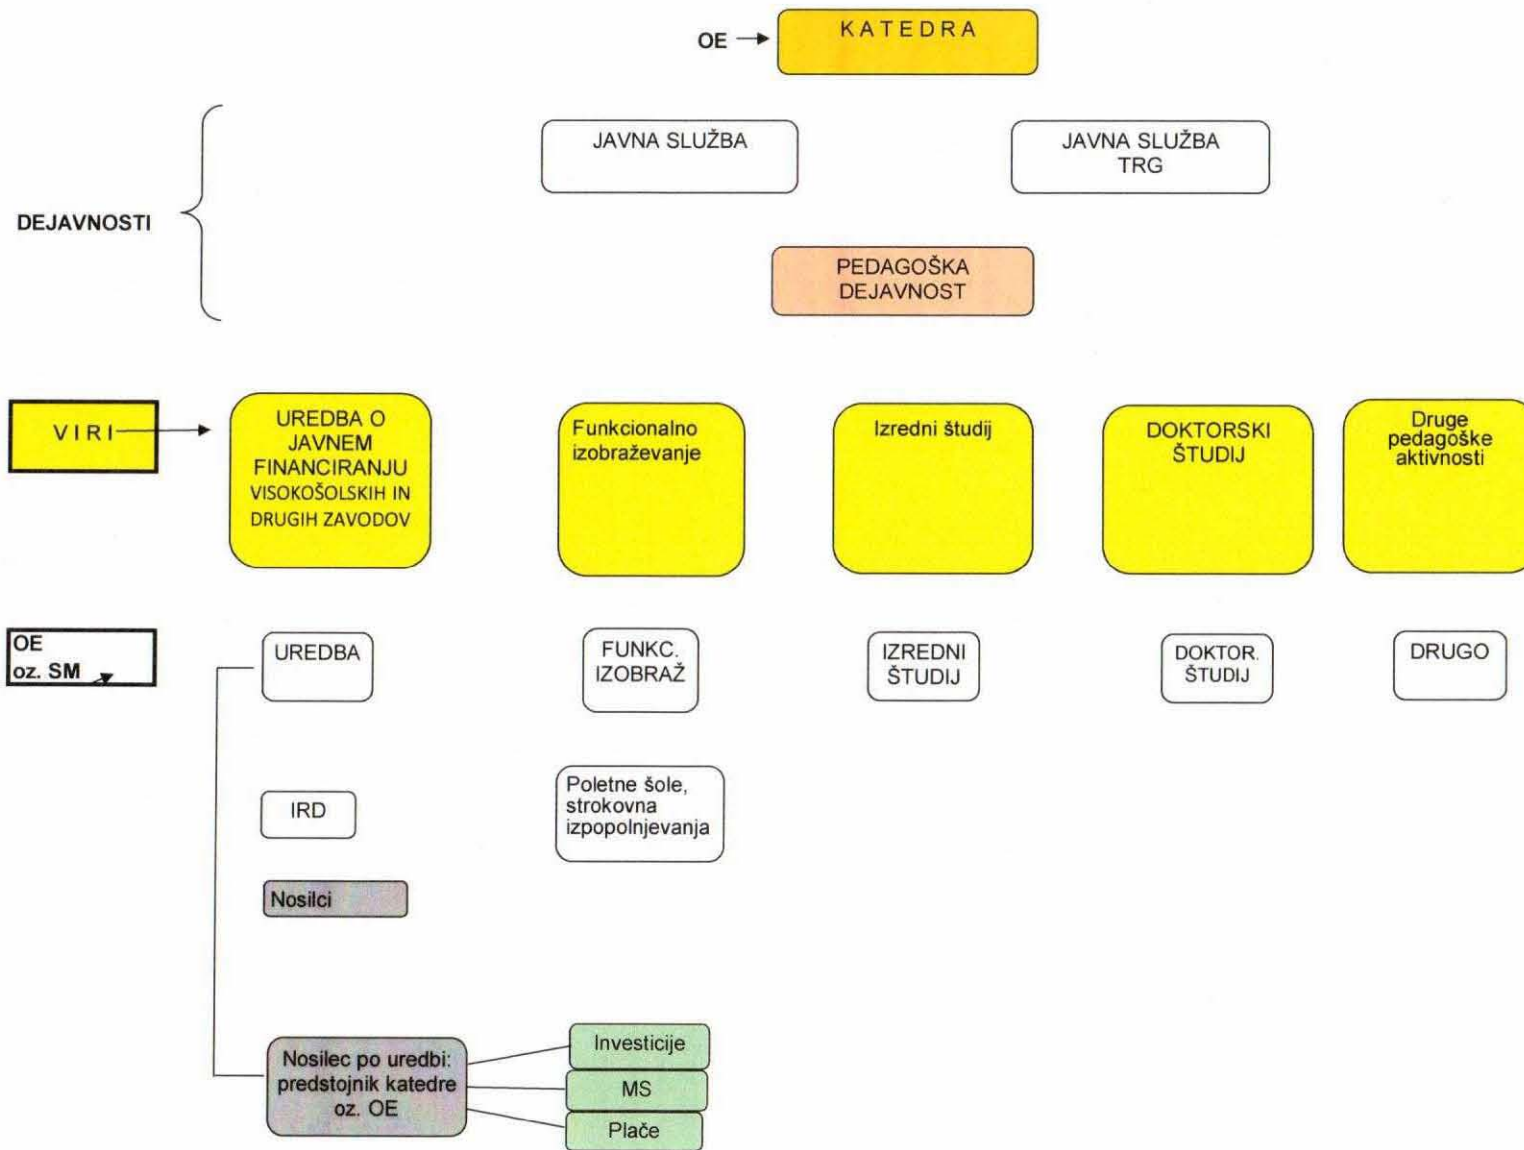 OE
K A T E D R A
JAVNA SLUŽBA
JAVNA SLUŽBA
TRG
DEJAVNOSTI
PEDAGOŠKA
DEJAVNOST
V I R I
UREDBA O
JAVNEM
FINANCIRANJU
VISOKOŠOLSKIH IN
DRUGIH ZAVODOV
Funkcionalno
izobraževanje
Izredni študij
DOKTORSKI
ŠTUDIJ
Druge
pedagoške
aktivnosti
OE
oz. SM
UREDBA
FUNKC.
IZOBRAŽ
IZREDNI
ŠTUDIJ
DOKTOR.
ŠTUDIJ
DRUGO
IRD
Poletne šole,
strokovna
izpopolnjevanja
Nosilci
Nosilec po uredbi:
predstojnik katedre
oz. OE
Investicije
MS
Plače